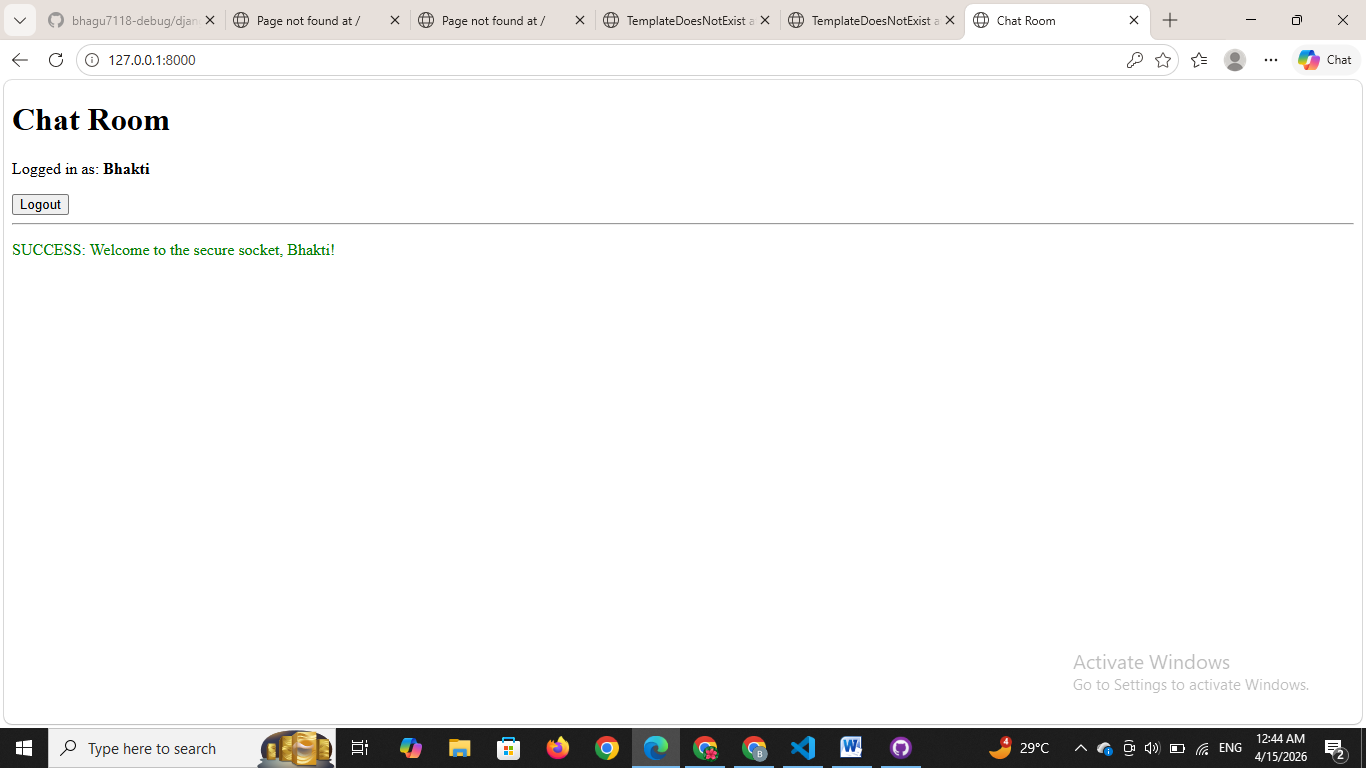 bhagu7118-debug/djan
Page not found at /
Page not found at /
TemplateDoesNotExist a
TemplateDoesNotExist a
Chat Room
127.0.0.1:8000
Chat
Chat Room
Logged in as: Bhakti
Logout
SUCCESS: Welcome to the secure socket, Bhakti!
Activate Windows
Go to Settings to activate Windows.
Type here to search
4
29°C
ENG
12:44 AM
4/15/2026
2